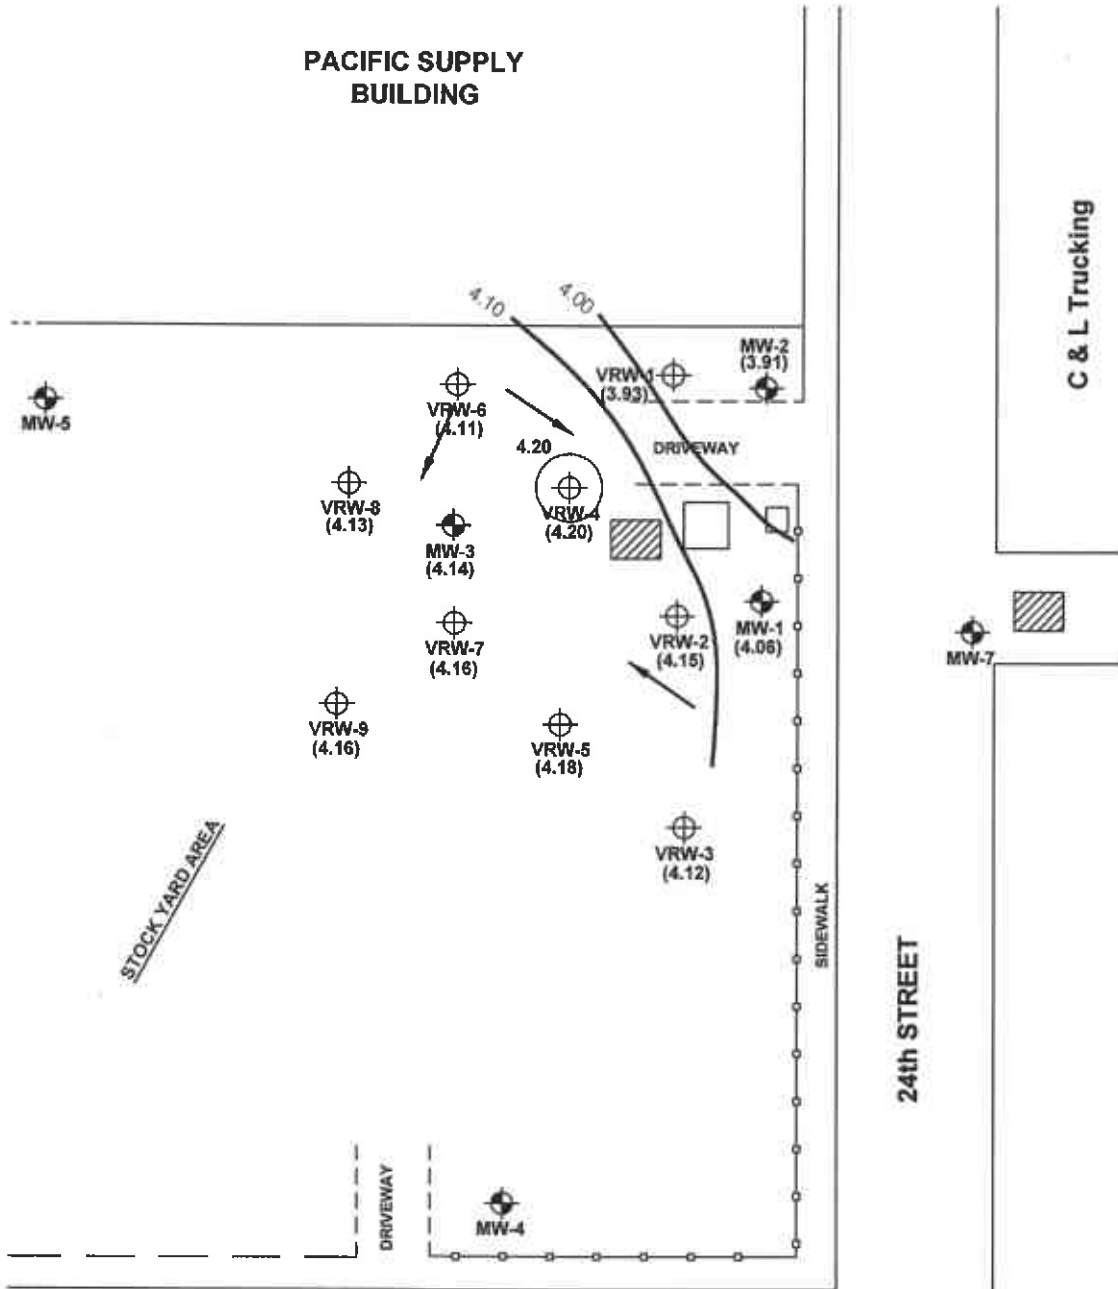 PACIFIC SUPPLY
BUILDING
C & L Trucking
4.10
4.00
MW-2
(3.91)
VRW-1
(3.93)
MW-5
VRW-6
(4.11)
4.20
DRIVEWAY
VRW-8
(4.13)
VRW-4
(4.20)
MW-3
(4.14)
VRW-7
(4.16)
VRW-2
(4.15)
MW-1
(4.06)
MW-7
VRW-9
(4.16)
VRW-5
(4.18)
VRW-3
(4.12)
STOCK YARD AREA
SIDEWALK
24th STREET
DRIVEWAY
MW-4